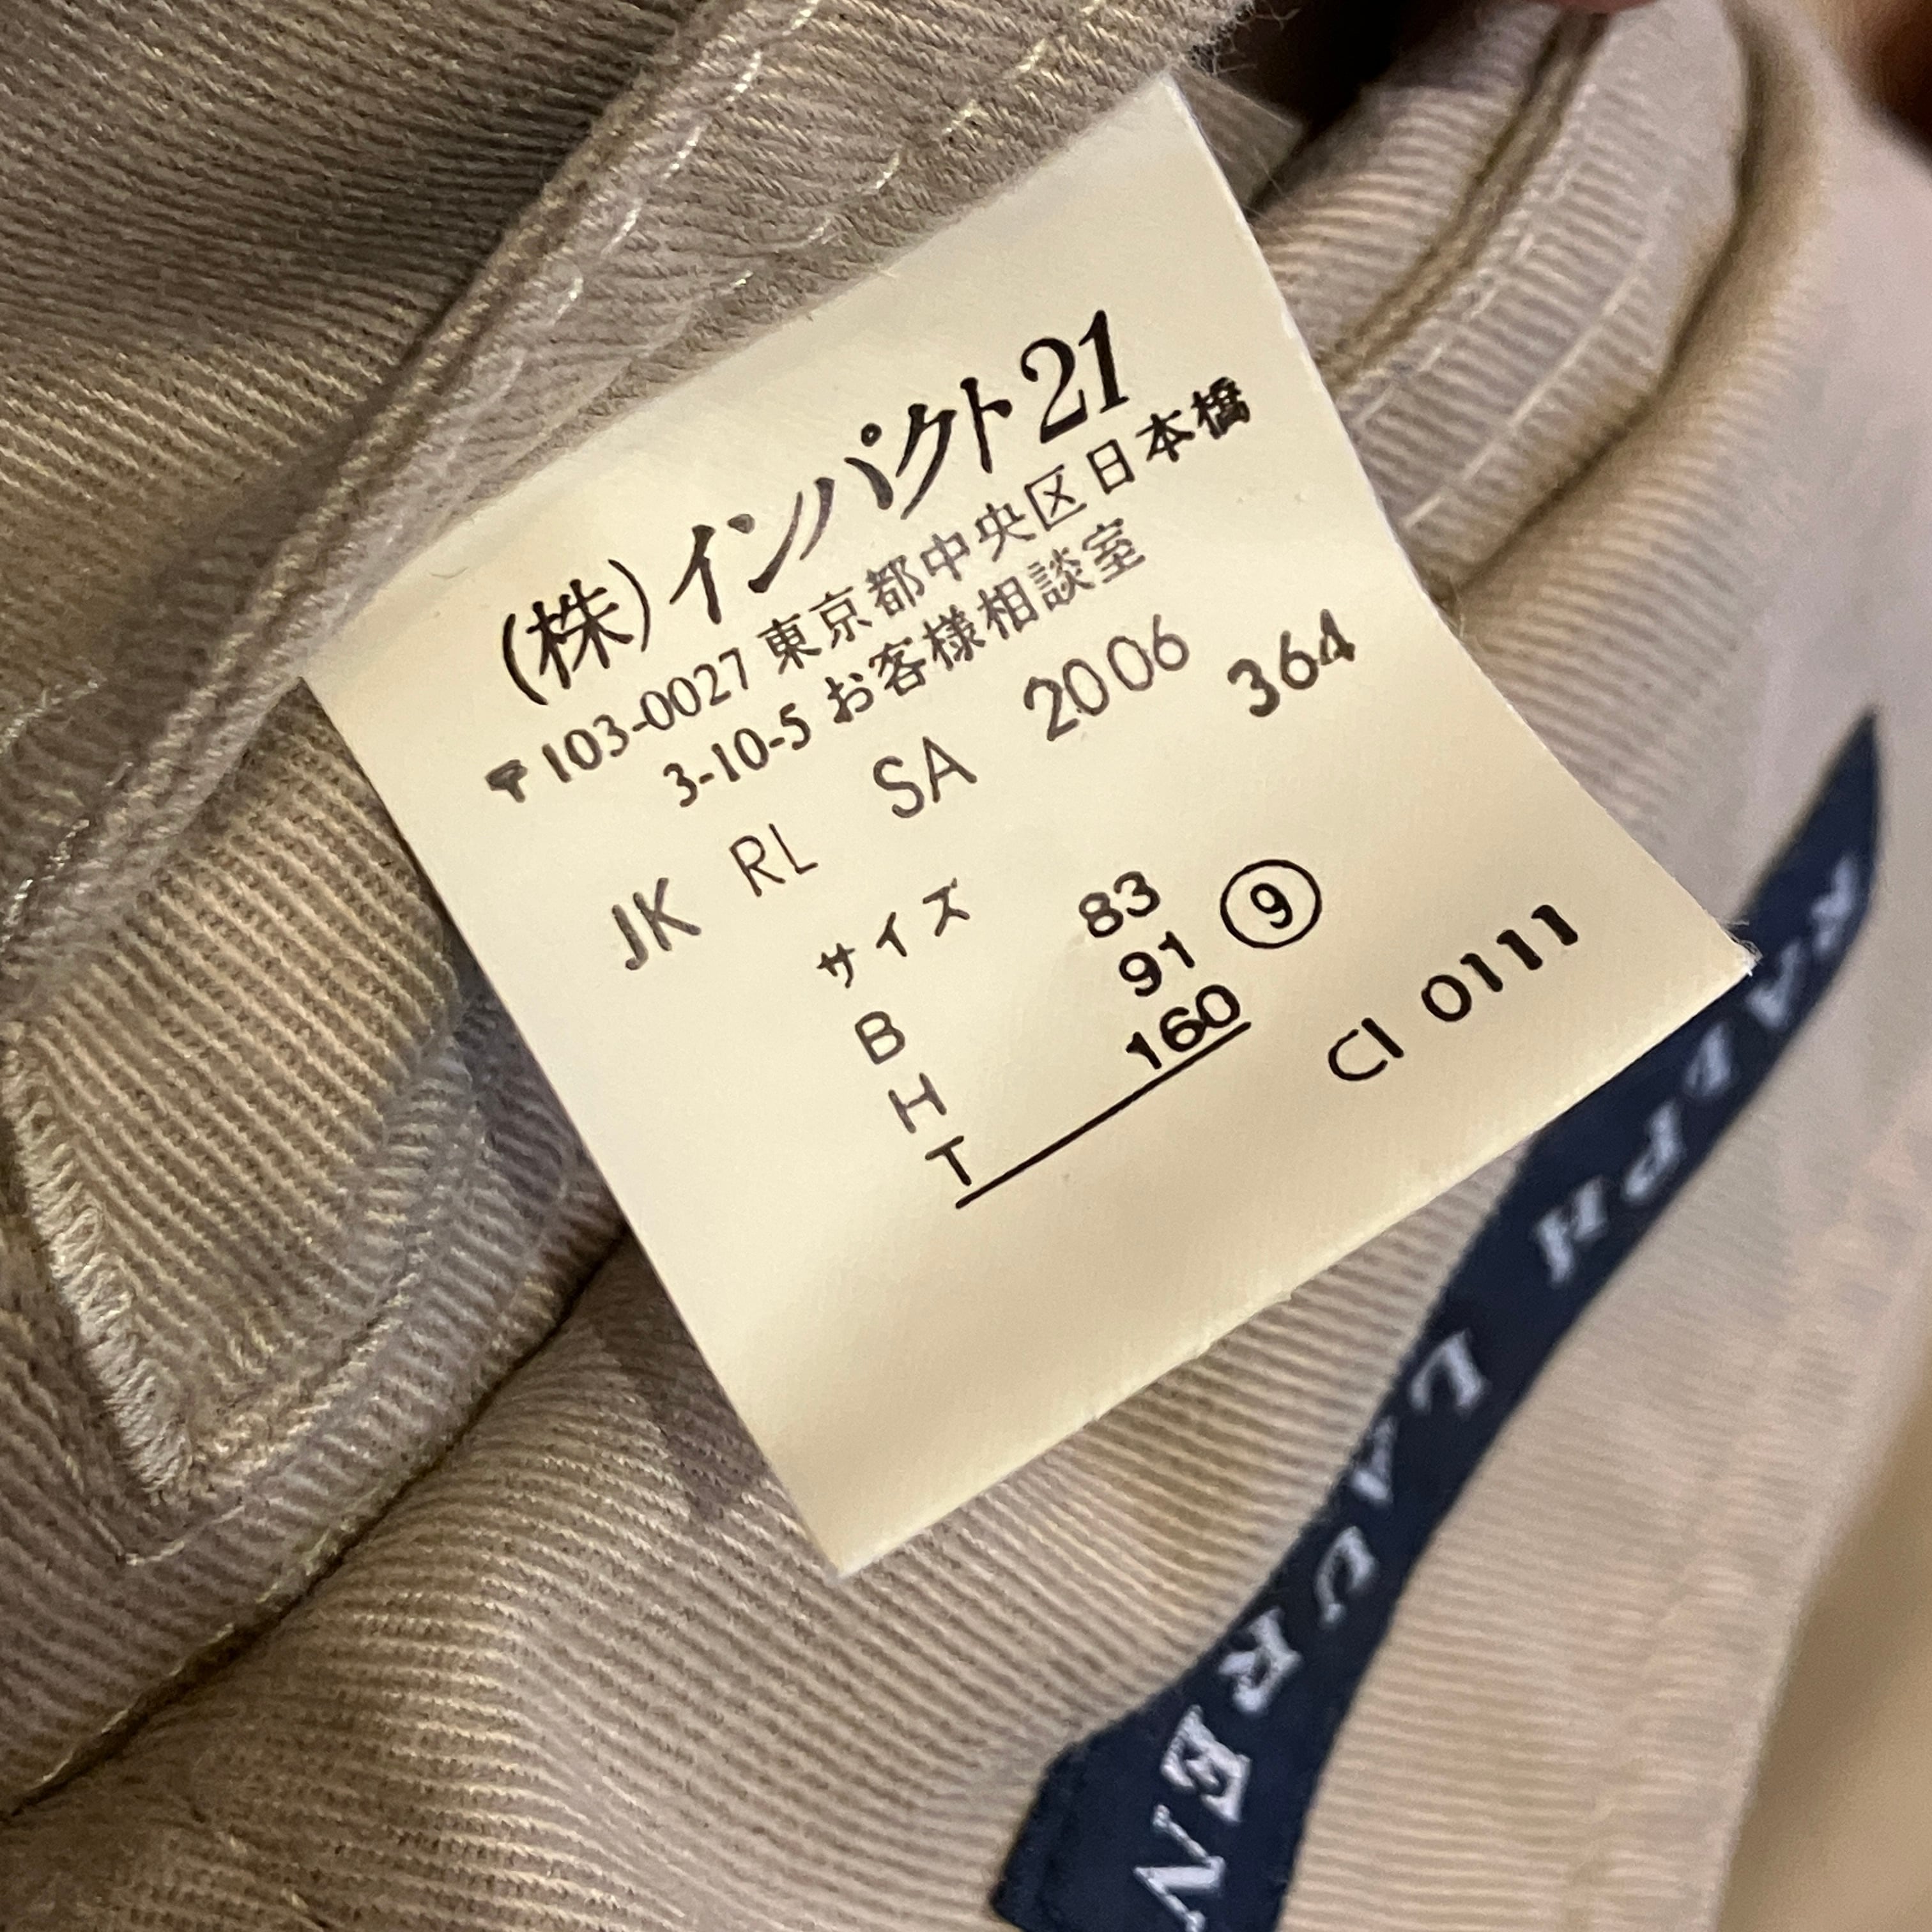 (株)インパクト21
〒103-0027 東京都中央区日本橋
3-10-5 お客様相談室
JK RL SA 2006 364
サイズ
B 83
H 91 ⑨
T 160
CI 0111
RALPH LAUREN